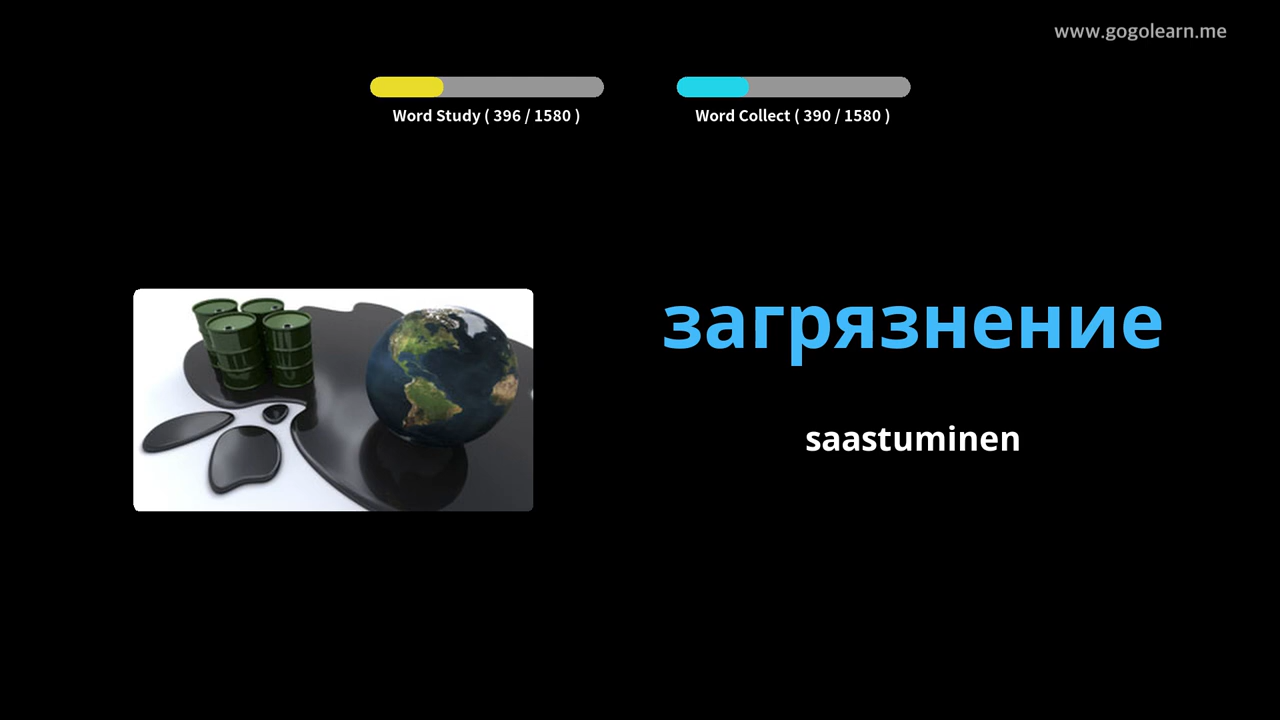 www.gogolearn.me
Word Study ( 396 / 1580 )
Word Collect ( 390 / 1580 )
загрязнение
saastuminen